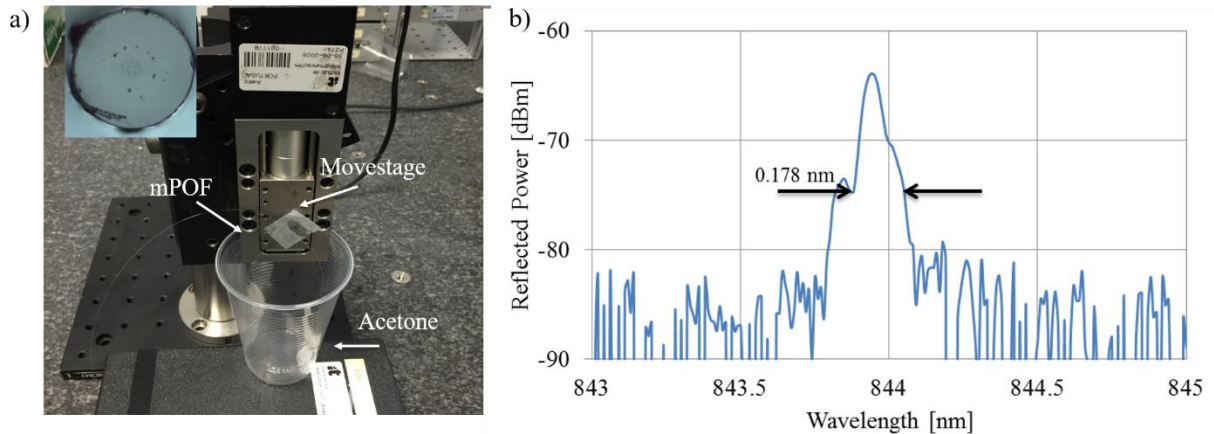 a)
mPOF
Movestage
Acetone
b)
Reflected Power [dBm]
-60
-70
-80
-90
0.178 nm
843
843.5
844
844.5
845
Wavelength [nm]